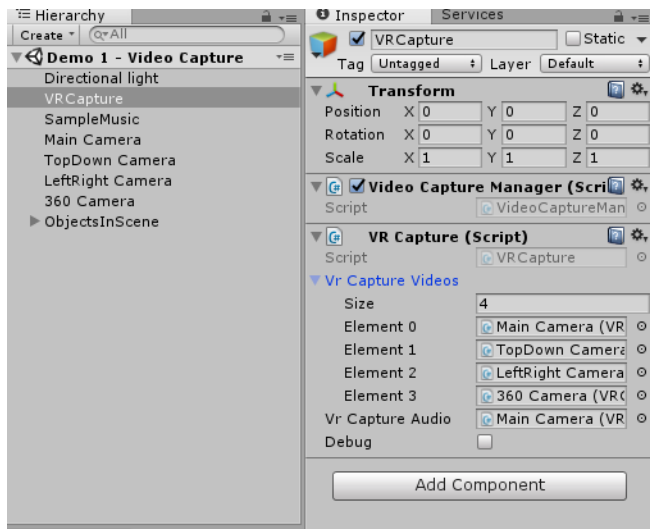 Hierarchy
Create
All
Demo 1 - Video Capture
Directional light
VRCapture
SampleMusic
Main Camera
TopDown Camera
LeftRight Camera
360 Camera
ObjectsInScene
Inspector Services
VRCapture Static
Tag Untagged Layer Default
Transform
Position X 0 Y 0 Z 0
Rotation X 0 Y 0 Z 0
Scale X 1 Y 1 Z 1
Video Capture Manager (Scri
Script VideoCaptureMan
VR Capture (Script)
Script VRCapture
Vr Capture Videos
Size 4
Element 0 Main Camera (VR
Element 1 TopDown Camera
Element 2 LeftRight Camera
Element 3 360 Camera (VRC
Vr Capture Audio Main Camera (VR
Debug
Add Component